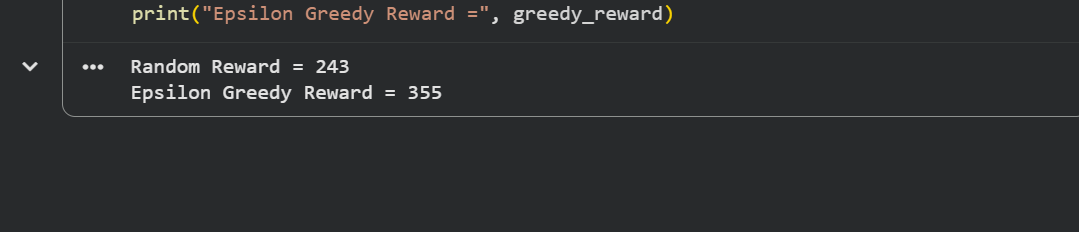 print("Epsilon Greedy Reward =", greedy_reward)
Random Reward = 243
Epsilon Greedy Reward = 355